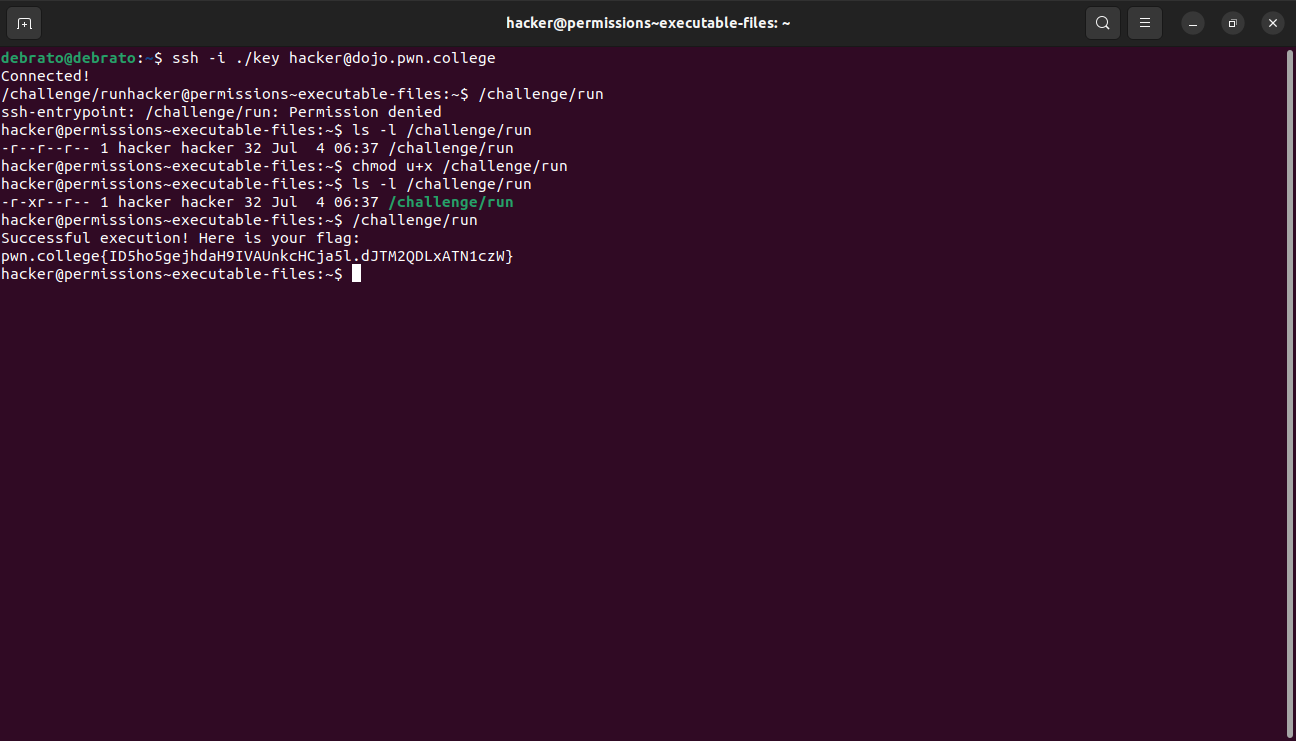 hacker@permissions~executable-files: ~
debrato@debrato:~$ ssh -i ./key hacker@dojo.pwn.college
Connected!
/challenge/runhacker@permissions~executable-files:~$ /challenge/run
ssh-entrypoint: /challenge/run: Permission denied
hacker@permissions~executable-files:~$ ls -l /challenge/run
-r--r--r-- 1 hacker hacker 32 Jul  4 06:37 /challenge/run
hacker@permissions~executable-files:~$ chmod u+x /challenge/run
hacker@permissions~executable-files:~$ ls -l /challenge/run
-r-xr--r-- 1 hacker hacker 32 Jul  4 06:37 /challenge/run
hacker@permissions~executable-files:~$ /challenge/run
Successful execution! Here is your flag:
pwn.college{ID5ho5gejhdaH9IVAUnkcHCja5l.dJTM2QDLxATN1czW}
hacker@permissions~executable-files:~$